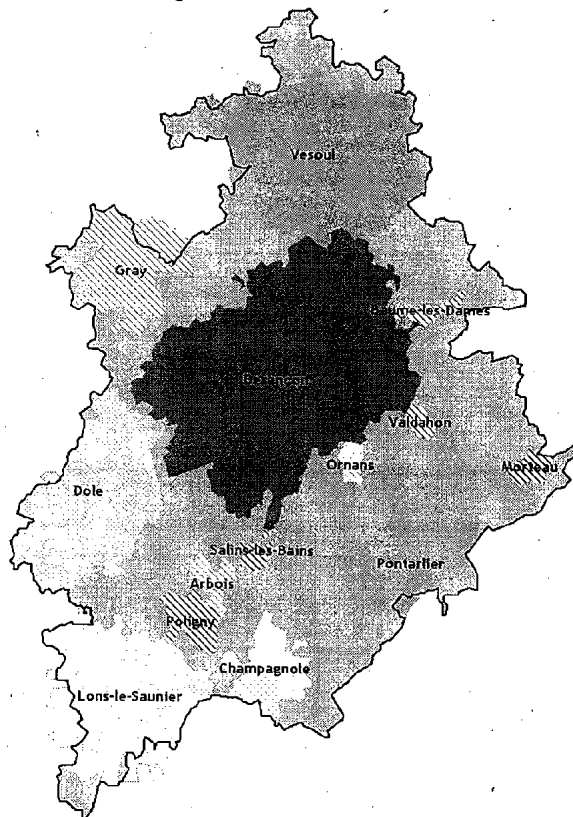 Vesoul
Gray
Baume-les-Dames
Besançon
Valdahon
Ornans
Morteau
Dole
Salins-les-Bains
Pontarlier
Arbois
Poligny
Champagnole
Lons-le-Saunier